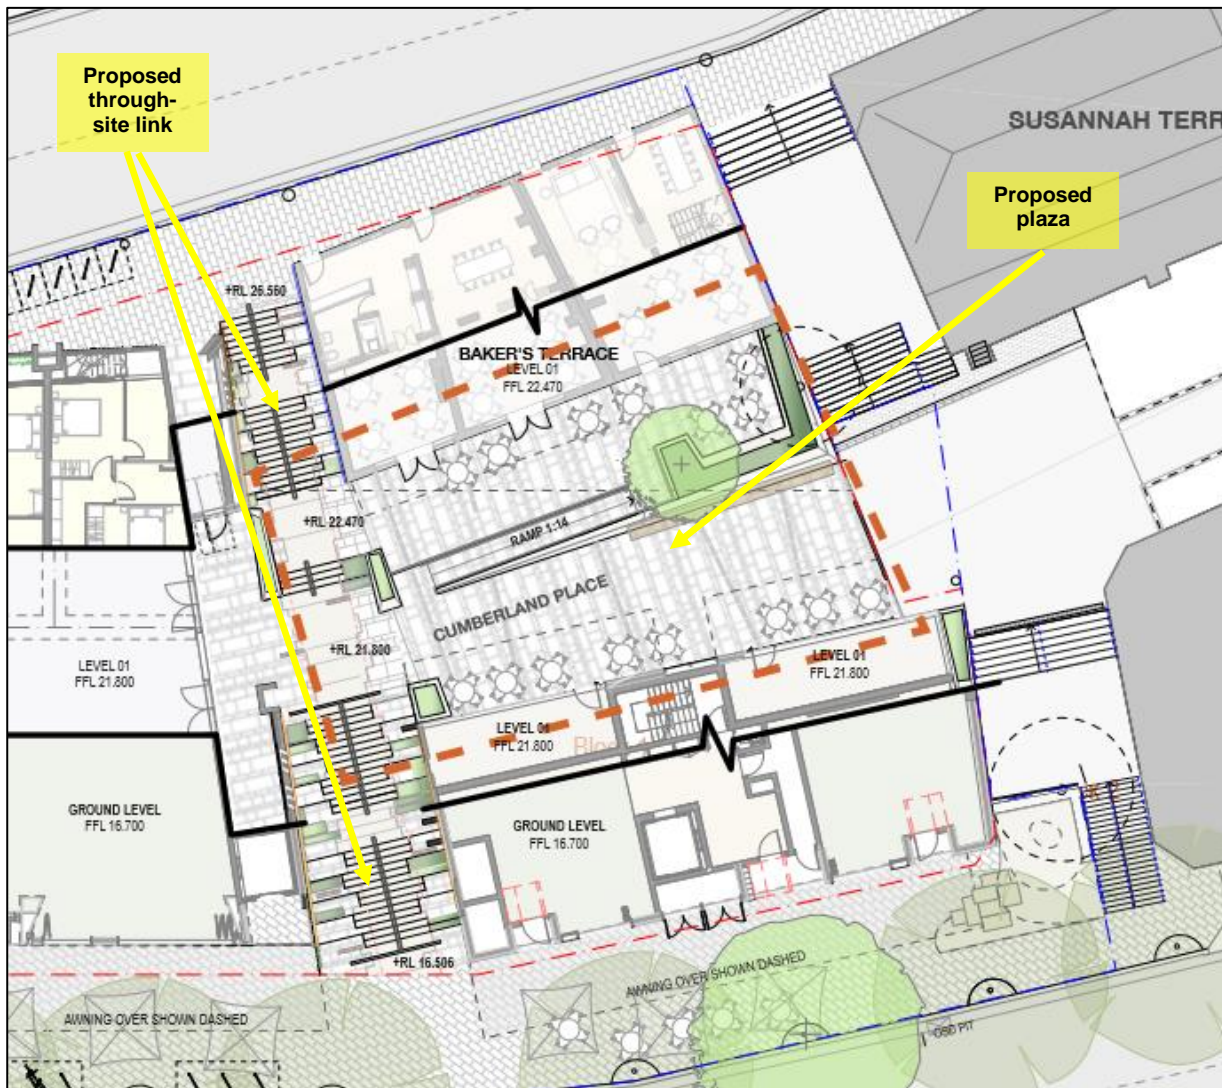 Proposed
through-
site link
SUSANNAH TERR
Proposed
plaza
+RL 26.560
BAKER'S TERRACE
LEVEL 01
FFL 22.470
+RL 22.470
RAMP 1:14
CUMBERLAND PLACE
+RL 21.800
LEVEL 01
FFL 21.800
LEVEL 01
FFL 21.800
LEVEL 01
FFL 21.800
GROUND LEVEL
FFL 16.700
GROUND LEVEL
FFL 16.700
+RL 16.506
AWNING OVER SHOWN DASHED
AWNING OVER SHOWN DASHED